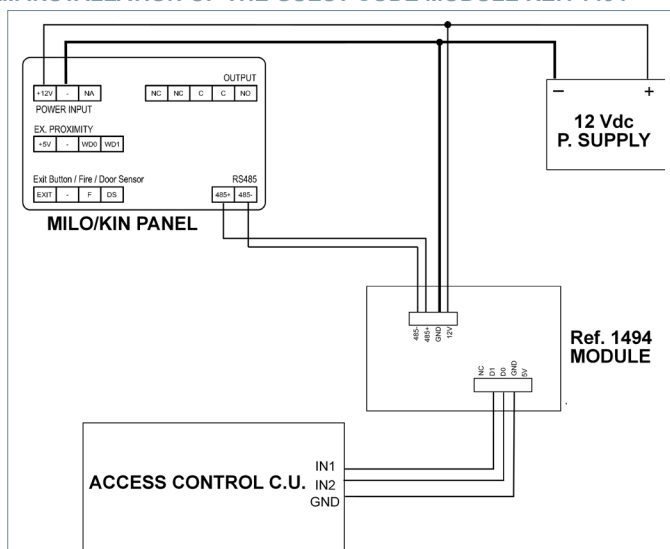 OUTPUT
+12V - NA NC NC C C NO
POWER INPUT
EX. PROXIMITY
+5V - WD0 WD1
Exit Button / Fire / Door Sensor RS485
EXIT - F DS 485+ 485-
MILO/KIN PANEL
- +
12 Vdc
P. SUPPLY
485- 485+ GND 12V
Ref. 1494
MODULE
NC D1 D0 GND 5V
ACCESS CONTROL C.U.
IN1
IN2
GND